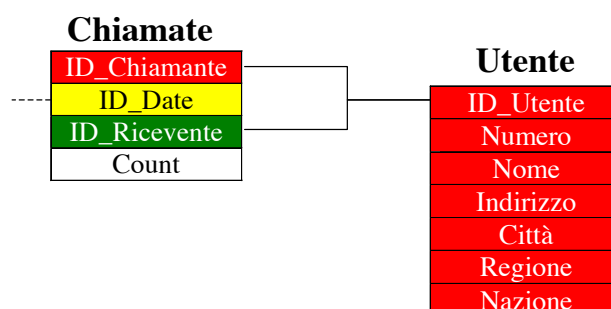 Chiamate
ID_Chiamante
ID_Date
ID_Ricevente
Count
Utente
ID_Utente
Numero
Nome
Indirizzo
Città
Regione
Nazione